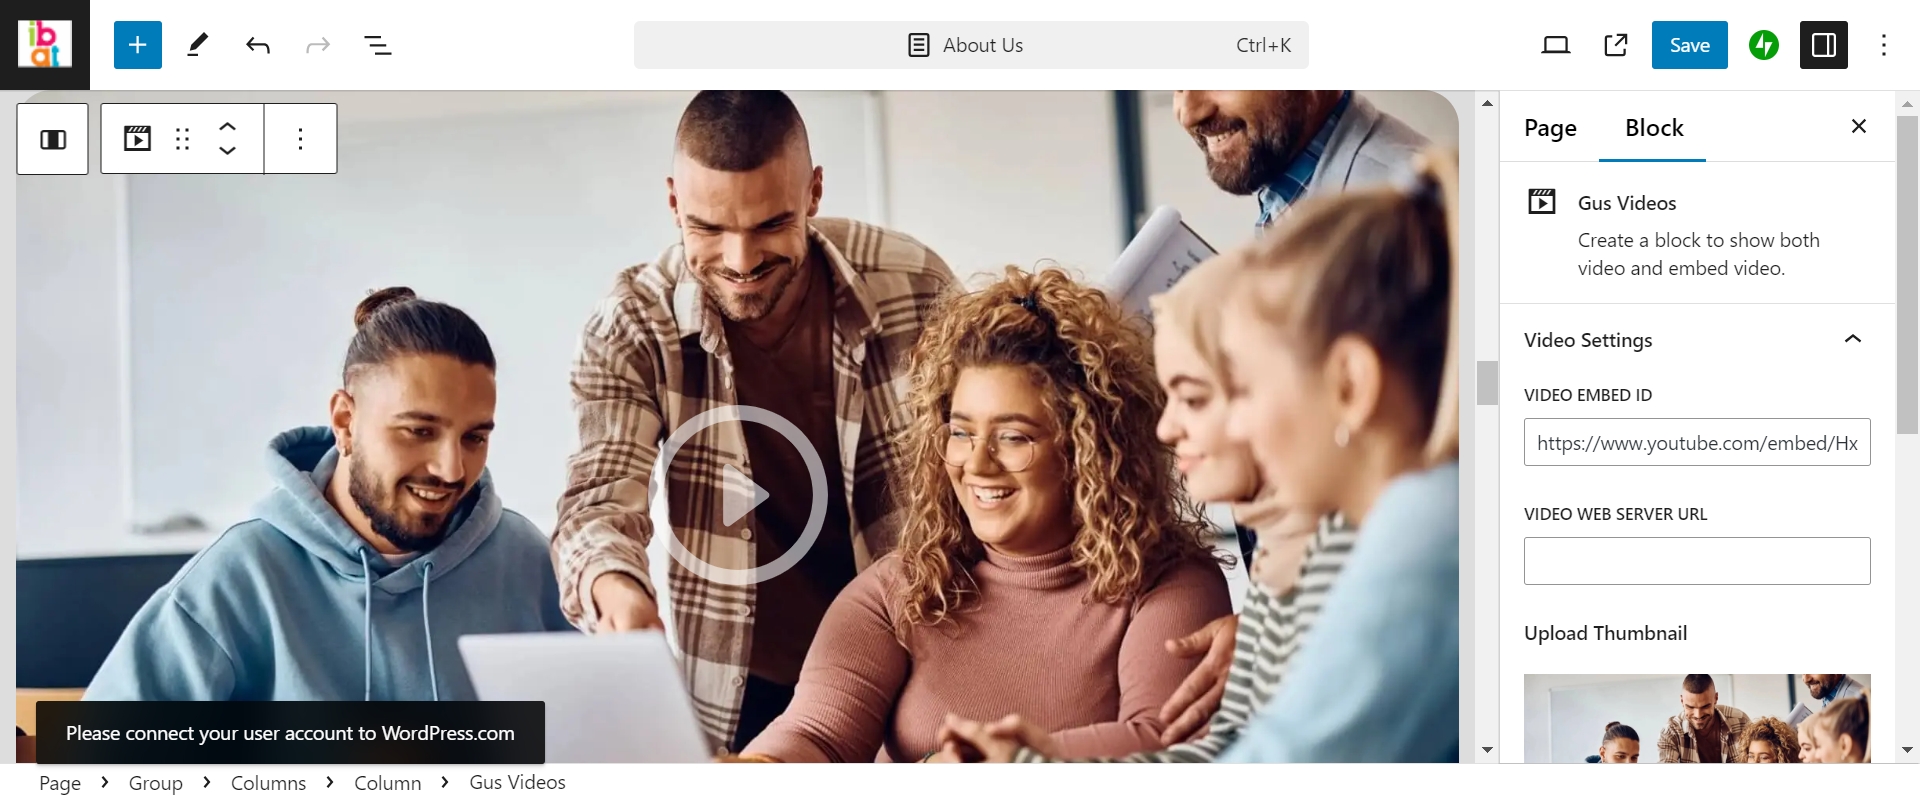 ib
at
About Us
Ctrl+K
Save
Page
Block
Gus Videos
Create a block to show both
video and embed video.
Video Settings
VIDEO EMBED ID
https://www.youtube.com/embed/Hx
VIDEO WEB SERVER URL
Upload Thumbnail
Please connect your user account to WordPress.com
Page
Group
Columns
Column
Gus Videos